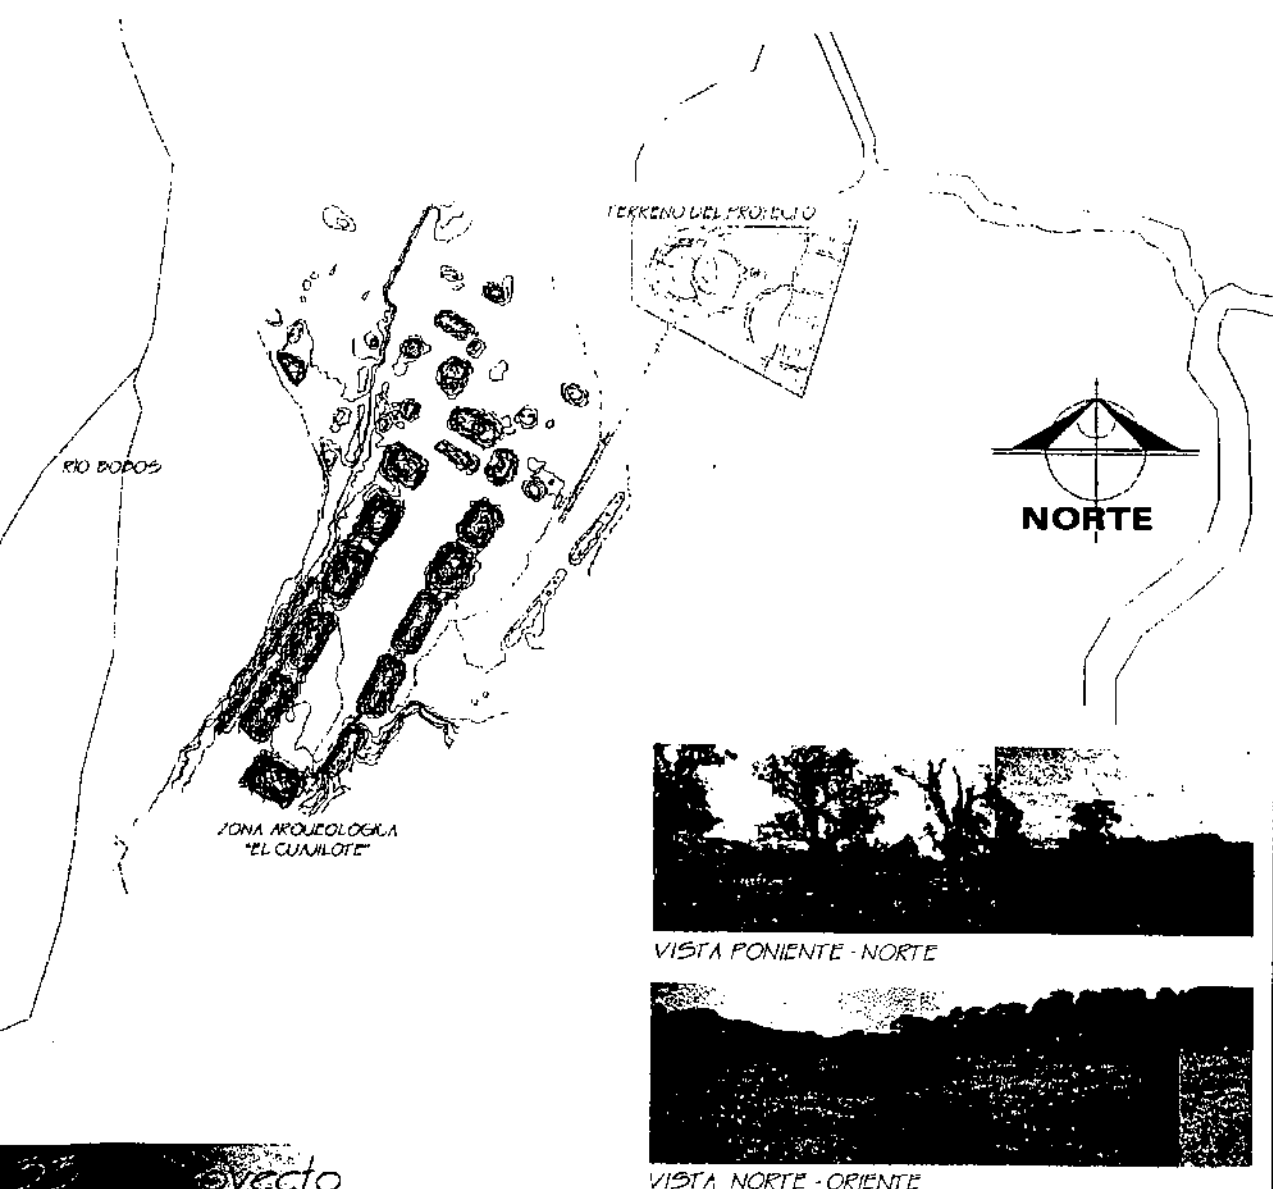 TERRENO DEL PROYECTO
RIO BOBOS
NORTE
ZONA ARQUEOLOGICA
"EL CUAJILOTE"
VISTA PONIENTE - NORTE
VISTA NORTE - ORIENTE